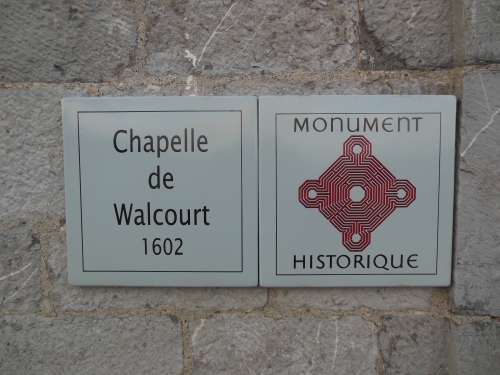 Chapelle
de
Walcourt
1602
MONUMENT
HISTORIQUE